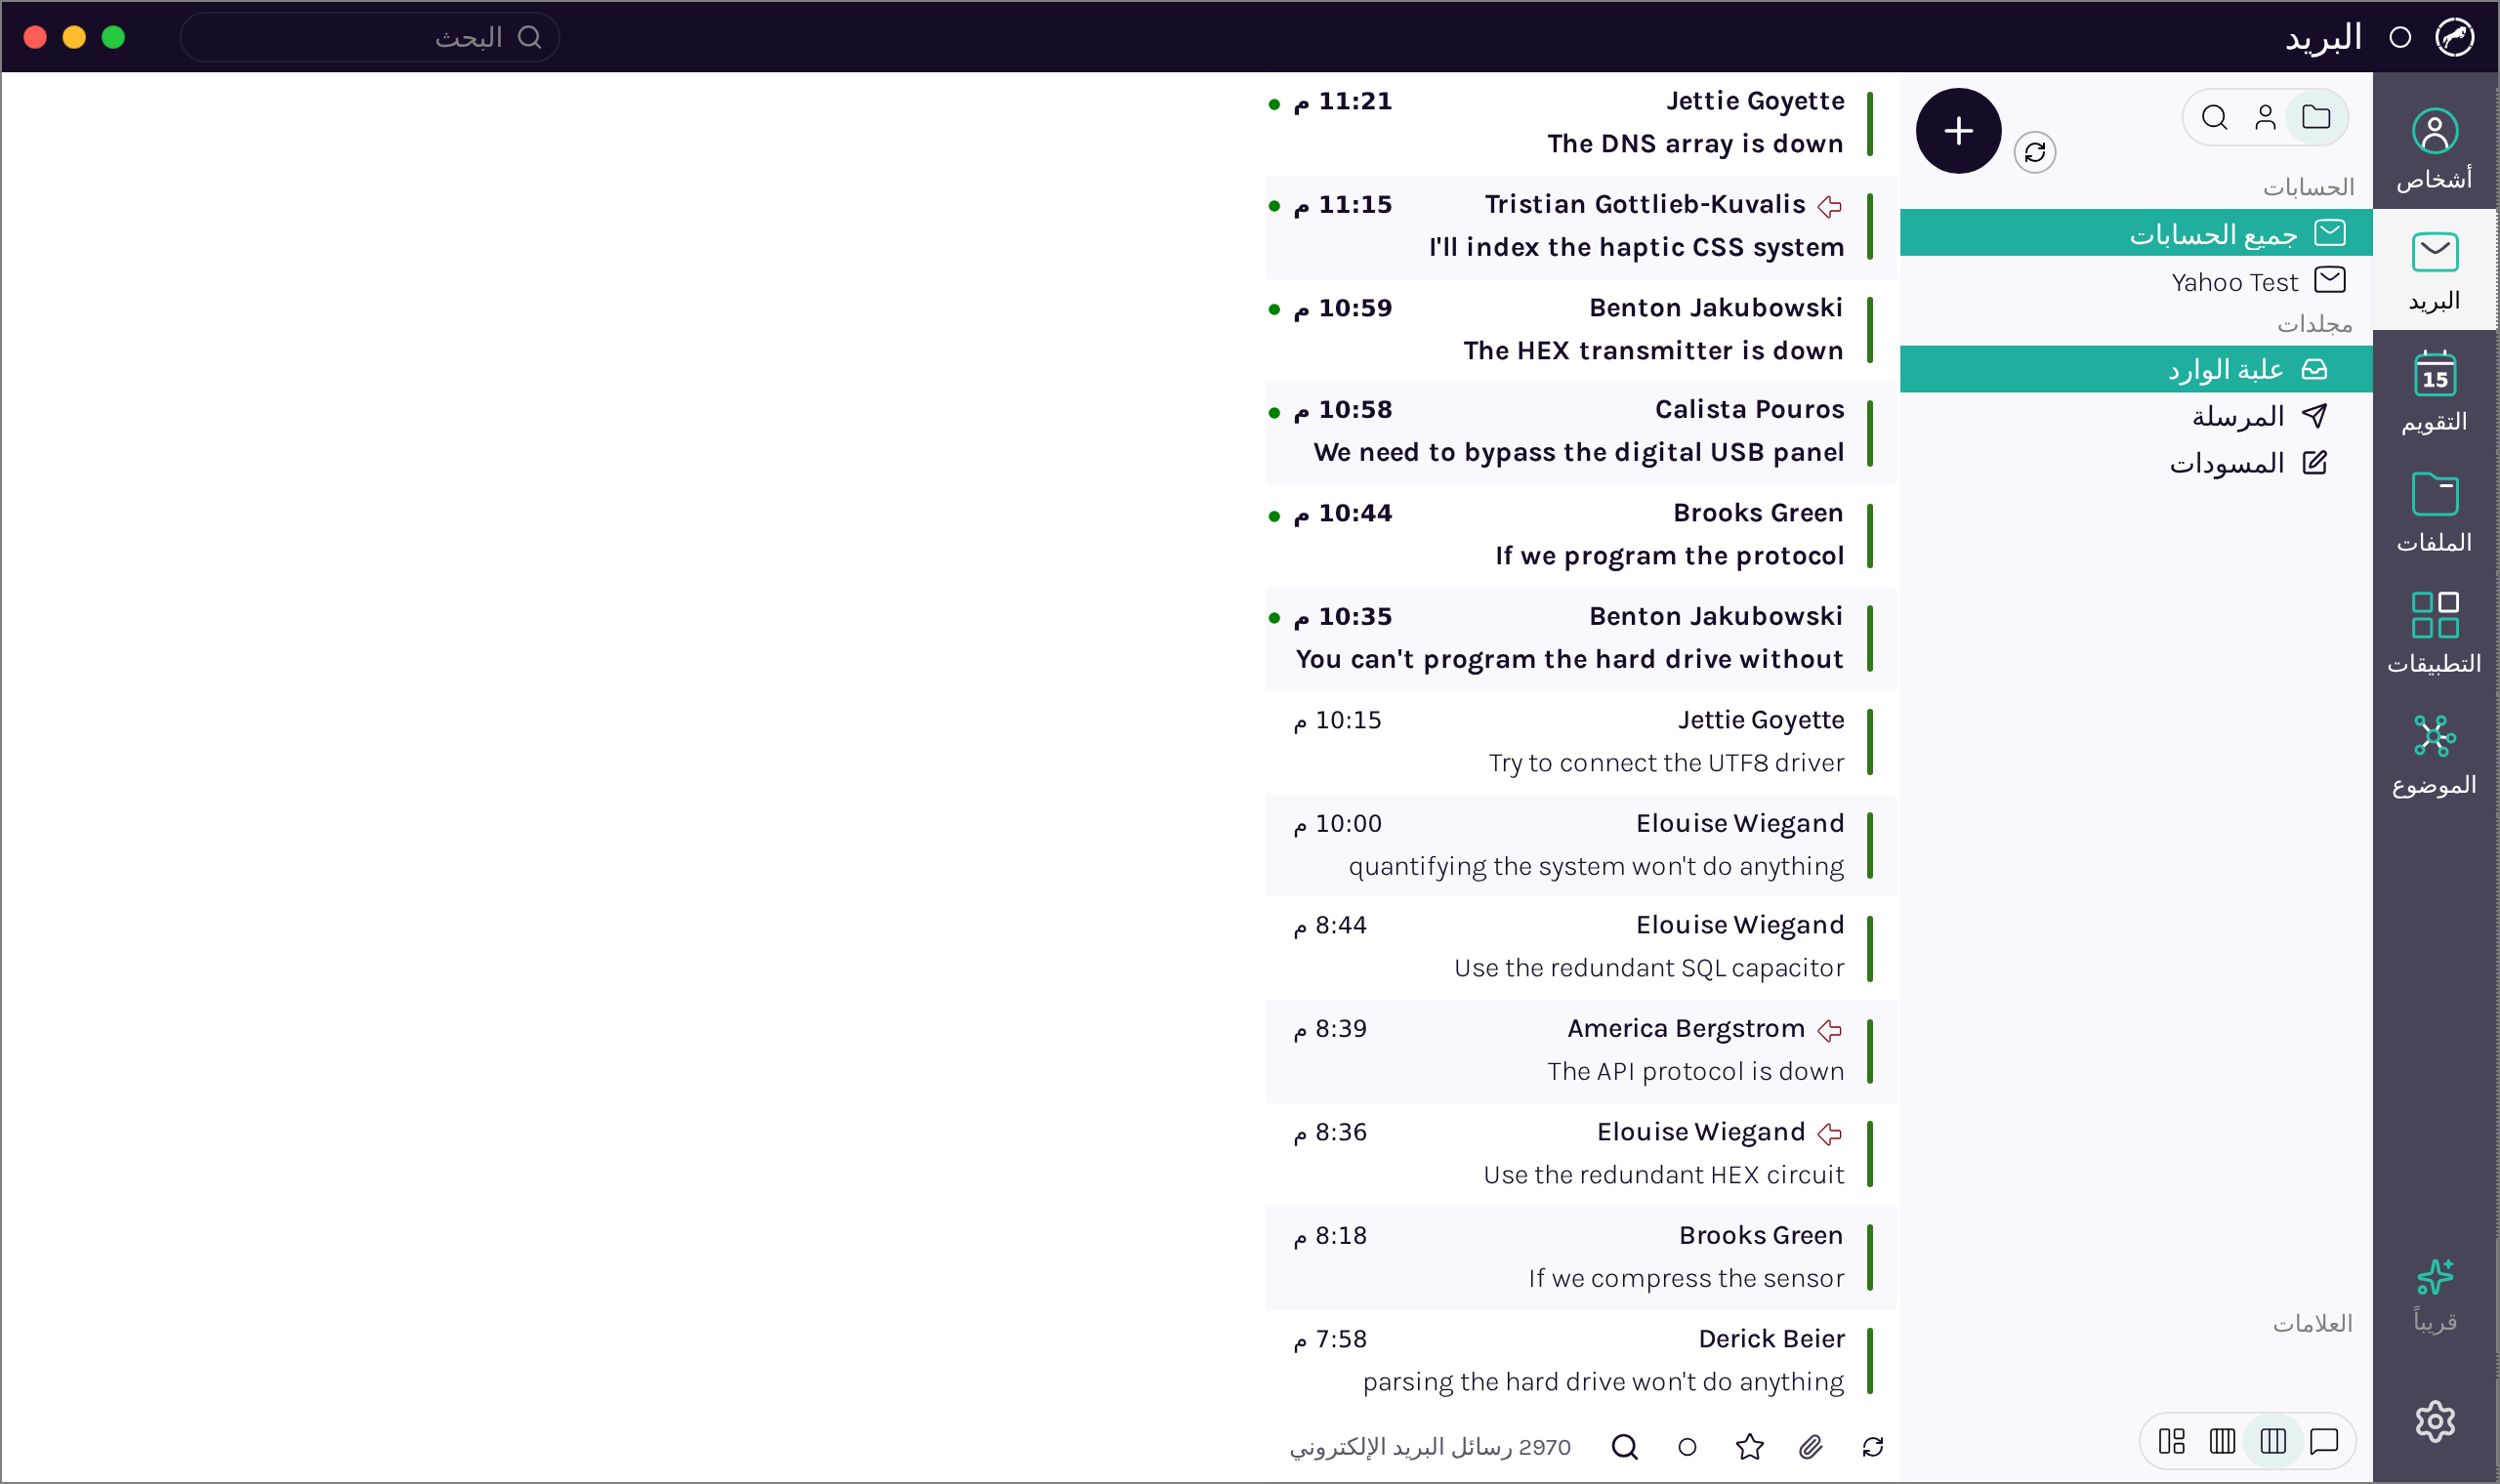 البريد
البحث
أشخاص
البريد
15
التقويم
الملفات
التطبيقات
الموضوع
قريباً
الحسابات
جميع الحسابات
Yahoo Test
مجلدات
علبة الوارد
المرسلة
المسودات
العلامات
Jettie Goyette 11:21 م
The DNS array is down
Tristian Gottlieb-Kuvalis 11:15 م
I'll index the haptic CSS system
Benton Jakubowski 10:59 م
The HEX transmitter is down
Calista Pouros 10:58 م
We need to bypass the digital USB panel
Brooks Green 10:44 م
If we program the protocol
Benton Jakubowski 10:35 م
You can't program the hard drive without
Jettie Goyette 10:15 م
Try to connect the UTF8 driver
Elouise Wiegand 10:00 م
quantifying the system won't do anything
Elouise Wiegand 8:44 م
Use the redundant SQL capacitor
America Bergstrom 8:39 م
The API protocol is down
Elouise Wiegand 8:36 م
Use the redundant HEX circuit
Brooks Green 8:18 م
If we compress the sensor
Derick Beier 7:58 م
parsing the hard drive won't do anything
2970 رسائل البريد الإلكتروني